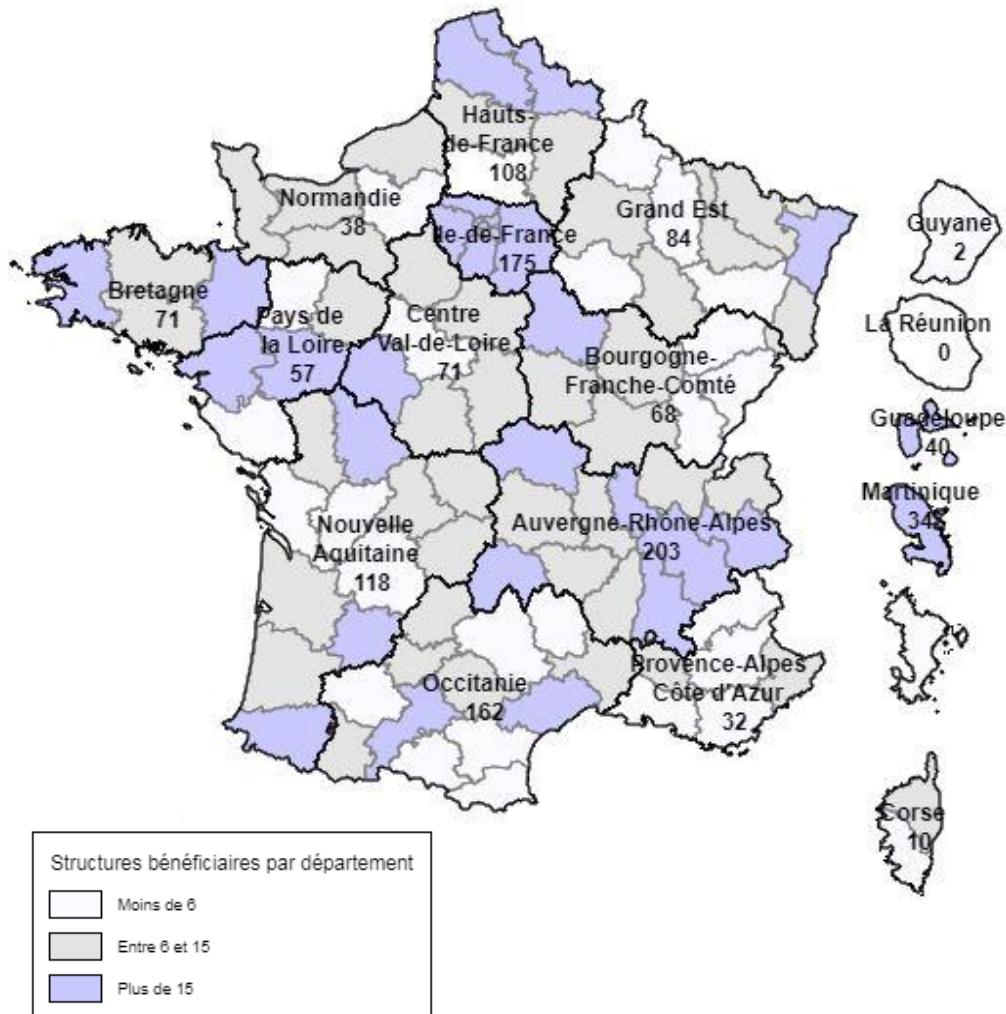 Hauts-
de-France
108
Normandie
38
Ile-de-France
175
Grand Est
84
Guyane
2
Bretagne
71
Pays de
la Loire
57
Centre
Val-de-Loire
71
Bourgogne-
Franche-Comté
68
La Réunion
0
Guadeloupe
40
Martinique
34
Nouvelle
Aquitaine
118
Auvergne-Rhône-Alpes
203
Occitanie
162
Provence-Alpes
Côte d'Azur
32
Corse
10
Structures bénéficiaires par département
Moins de 6
Entre 6 et 15
Plus de 15